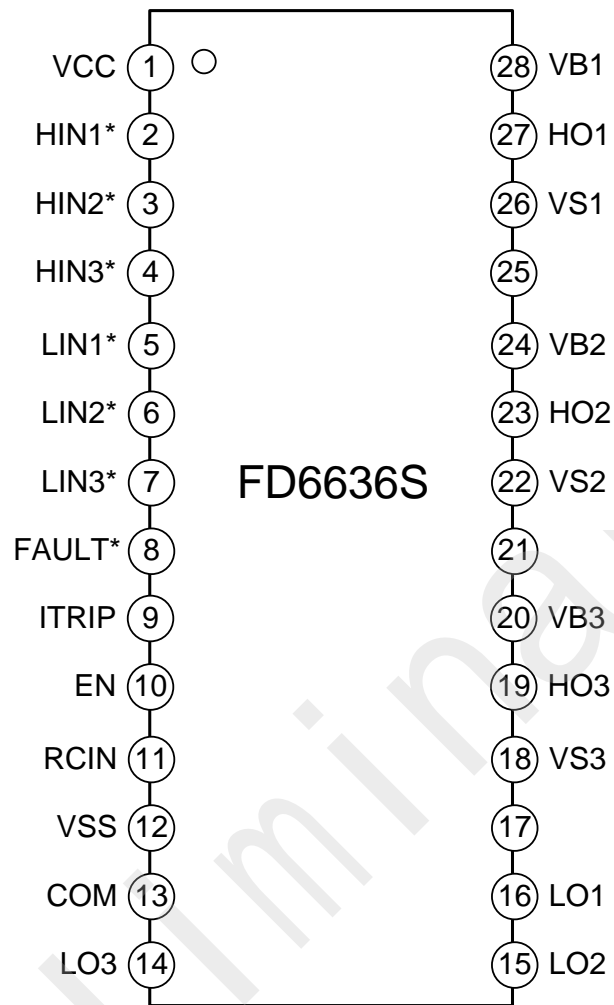 VCC 1 28 VB1
HIN1* 2 27 HO1
HIN2* 3 26 VS1
HIN3* 4 25
LIN1* 5 24 VB2
LIN2* 6 23 HO2
LIN3* 7 FD6636S 22 VS2
FAULT* 8 21
ITRIP 9 20 VB3
EN 10 19 HO3
RCIN 11 18 VS3
VSS 12 17
COM 13 16 LO1
LO3 14 15 LO2